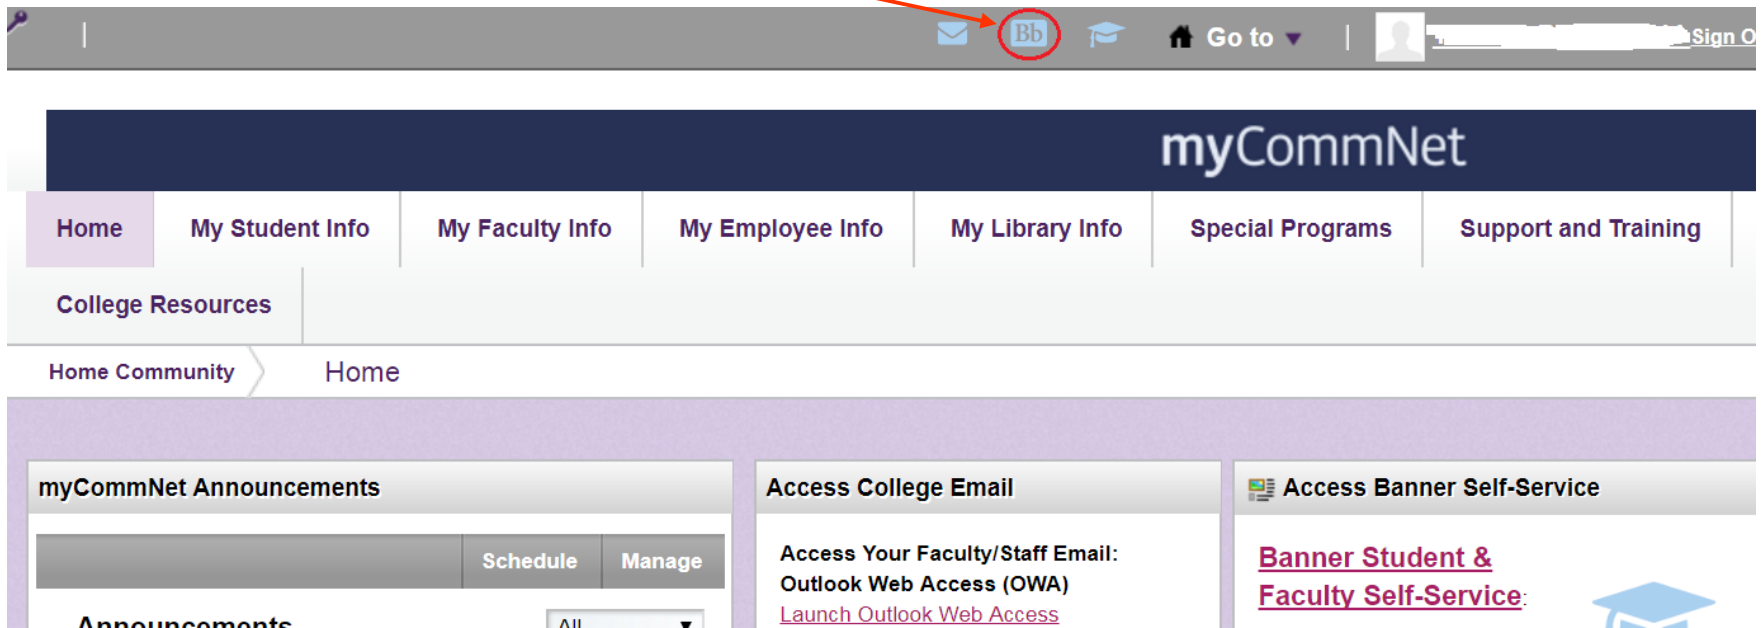 Bb
Go to
Sign O
myCommNet
Home My Student Info My Faculty Info My Employee Info My Library Info Special Programs Support and Training
College Resources
Home Community Home
myCommNet Announcements
Schedule Manage
Announcements All
Access College Email
Access Your Faculty/Staff Email:
Outlook Web Access (OWA)
Launch Outlook Web Access
Access Banner Self-Service
Banner Student &
Faculty Self-Service: